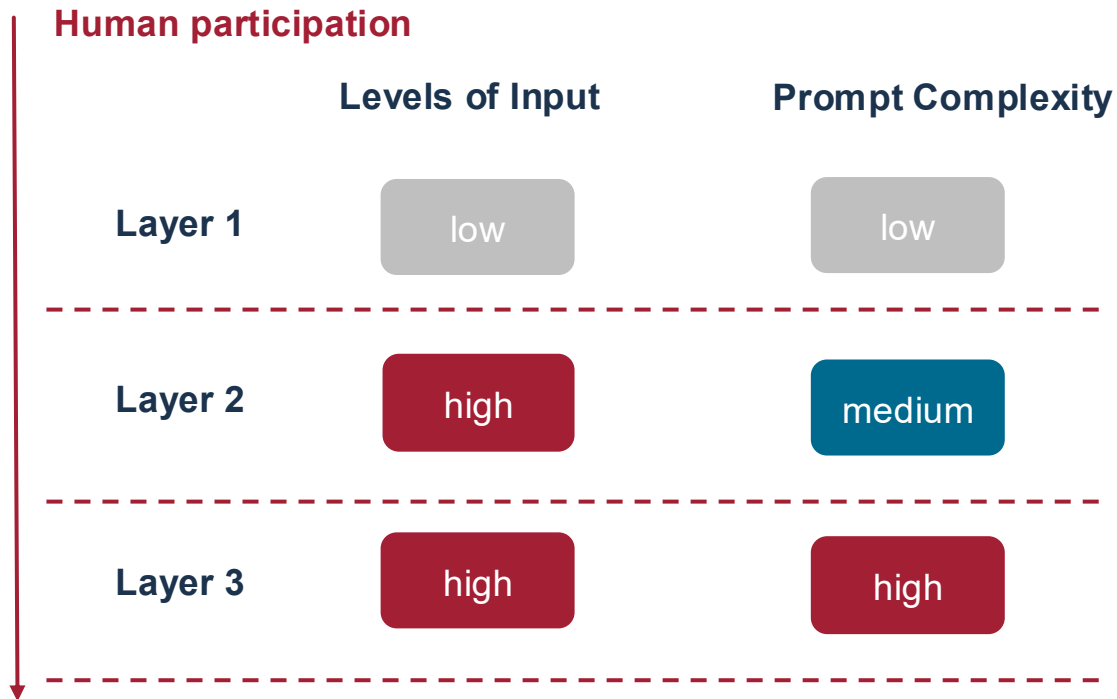 Human participation
Levels of Input Prompt Complexity
Layer 1 low low
Layer 2 high medium
Layer 3 high high